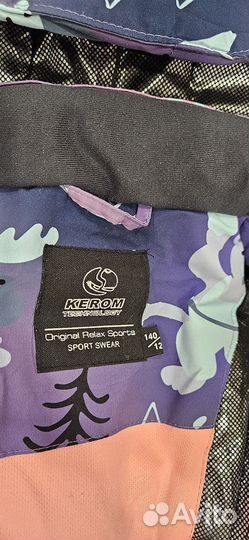 KEROM
TECHNOLOGY
Original Relax Sports
SPORT SWEAR
140/12
Avito